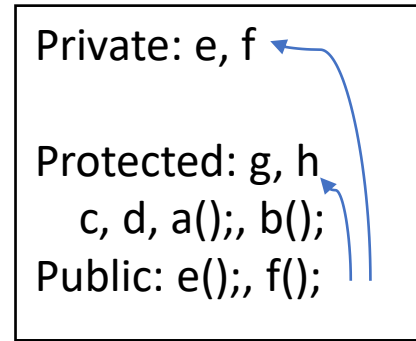 Private: e, f
Protected: g, h
c, d, a();, b();
Public: e();, f();